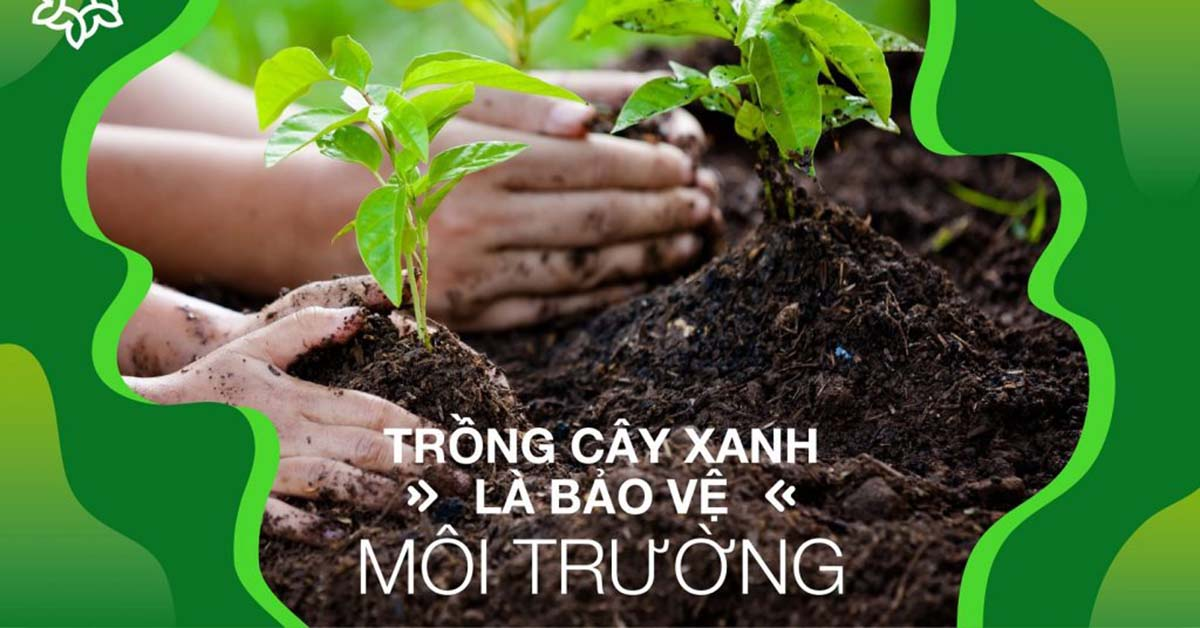 TRỒNG CÂY XANH
» LÀ BẢO VỆ «
MÔI TRƯỜNG